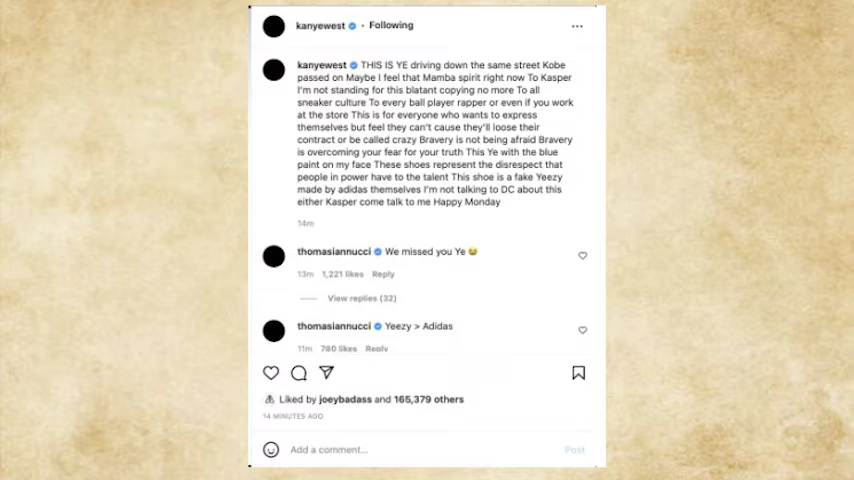 kanyewest • Following
kanyewest THIS IS YE driving down the same street Kobe
passed on Maybe I feel that Mamba spirit right now To Kasper
I'm not standing for this blatant copying no more To all
sneaker culture To every ball player rapper or even if you work
at the store This is for everyone who wants to express
themselves but feel they can't cause they'll loose their
contract or be called crazy Bravery is not being afraid Bravery
is overcoming your fear for your truth This Ye with the blue
paint on my face These shoes represent the disrespect that
people in power have to the talent This shoe is a fake Yeezy
made by adidas themselves I'm not talking to DC about this
either Kasper come talk to me Happy Monday
14m
thomasiannucci We missed you Ye 😭
13m 1,221 likes Reply
View replies (32)
thomasiannucci Yeezy > Adidas
11m 780 likes Reply
Liked by joeybadass and 165,379 others
14 MINUTES AGO
Add a comment... Post